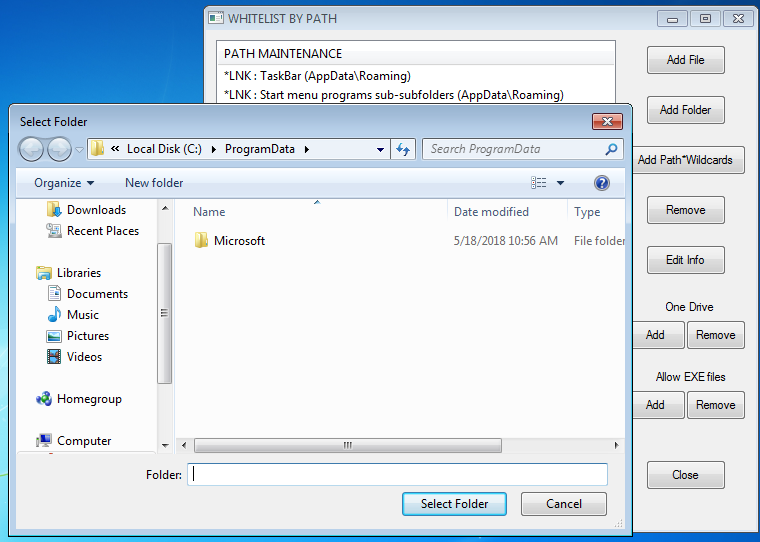 WHITELIST BY PATH
PATH MAINTENANCE
*LNK : TaskBar (AppData\Roaming)
*LNK : Start menu programs sub-subfolders (AppData\Roaming)
Add File
Add Folder
Add Path*Wildcards
Remove
Edit Info
One Drive
Add Remove
Allow EXE files
Add Remove
Close
Select Folder
« Local Disk (C:) ProgramData
Search ProgramData
Organize New folder
Downloads
Recent Places
Libraries
Documents
Music
Pictures
Videos
Homegroup
Computer
Name Date modified Type
Microsoft 5/18/2018 10:56 AM File folder
Folder:
Select Folder Cancel